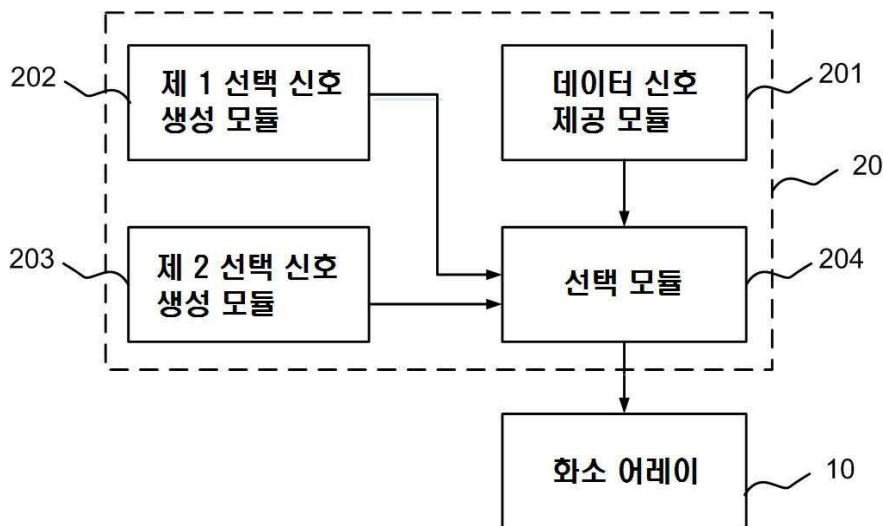 202
제 1 선택 신호
생성 모듈
데이터 신호
제공 모듈
201
20
203
제 2 선택 신호
생성 모듈
선택 모듈
204
화소 어레이
10